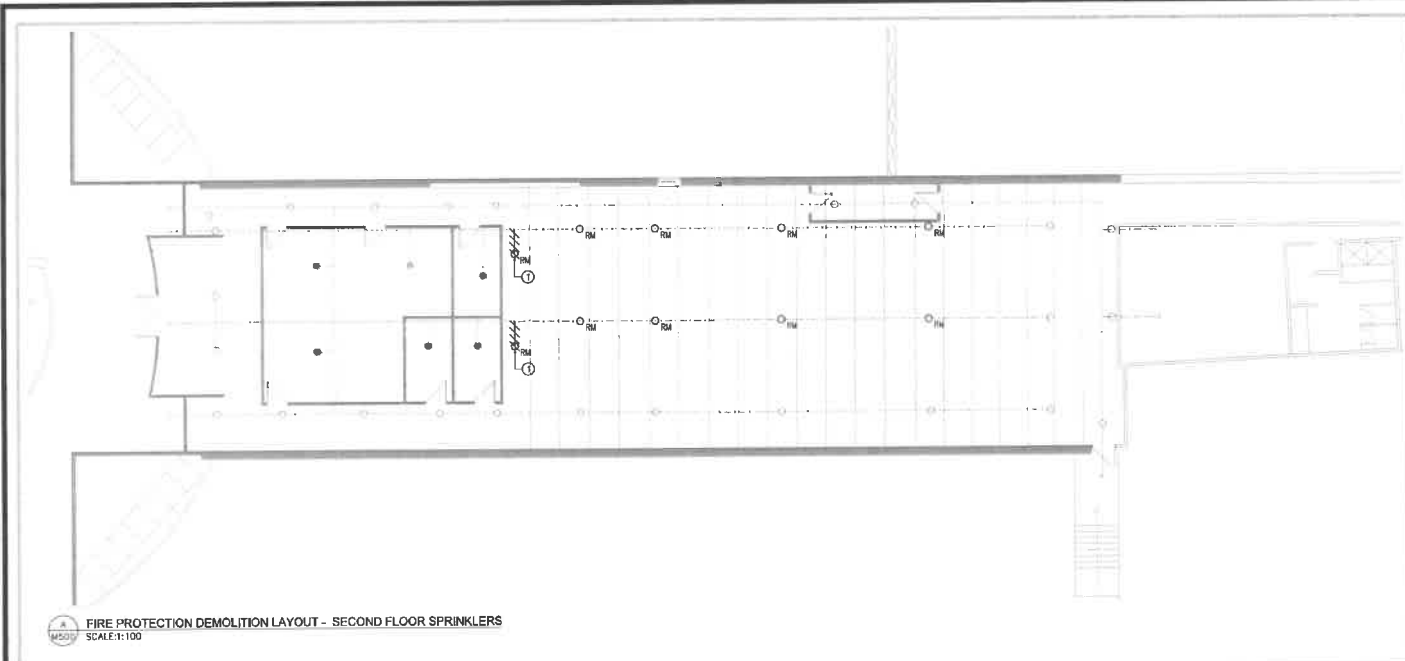 RM
RM
RM
RM
RM
1
RM
RM
RM
RM
RM
1
A
M500
FIRE PROTECTION DEMOLITION LAYOUT - SECOND FLOOR SPRINKLERS
SCALE:1:100